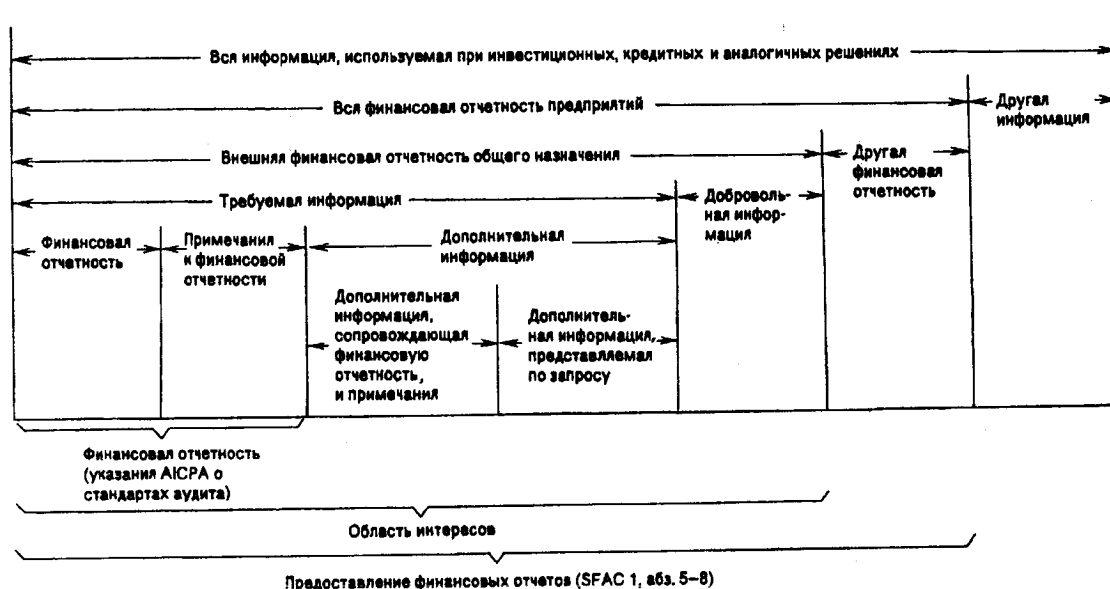 Вся информация, используемая при инвестиционных, кредитных и аналогичных решениях
Вся финансовая отчетность предприятий
Другая
информация
Внешняя финансовая отчетность общего назначения
Другая
финансовая
отчетность
Требуемая информация
Доброволь-
ная инфор-
мация
Финансовая
отчетность
Примечания
к финансовой
отчетности
Дополнительная
информация
Дополнительная
информация,
сопровождающая
финансовую
отчетность,
и примечания
Дополнитель-
ная информация,
представляемая
по запросу
Финансовая отчетность
(указания AICPA о
стандартах аудита)
Область интерасов
Предоставление финансовых отчетов (SFAC 1, абз. 5–8)